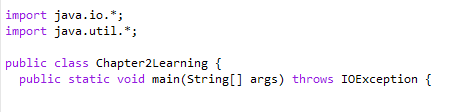 import java.io.*;
import java.util.*;

public class Chapter2Learning {
  public static void main(String[] args) throws IOException {